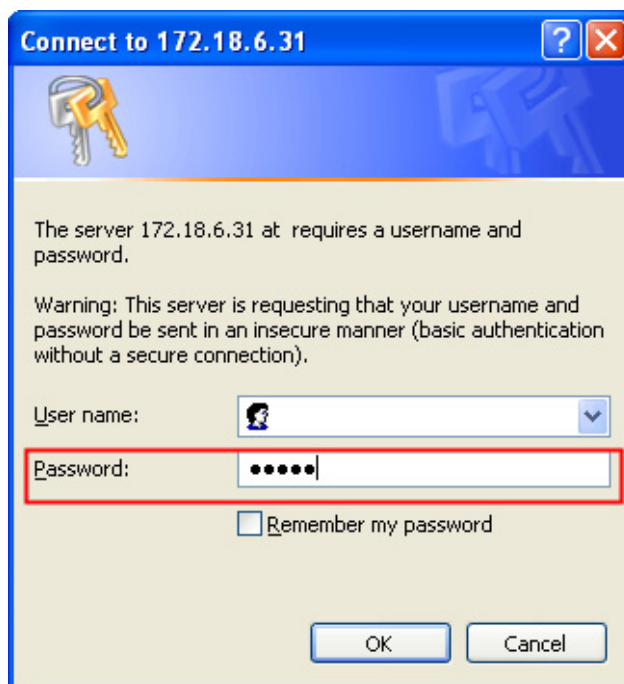 Connect to 172.18.6.31
The server 172.18.6.31 at  requires a username and
password.
Warning: This server is requesting that your username and
password be sent in an insecure manner (basic authentication
without a secure connection).
User name:
Password:
•••••
Remember my password
OK
Cancel